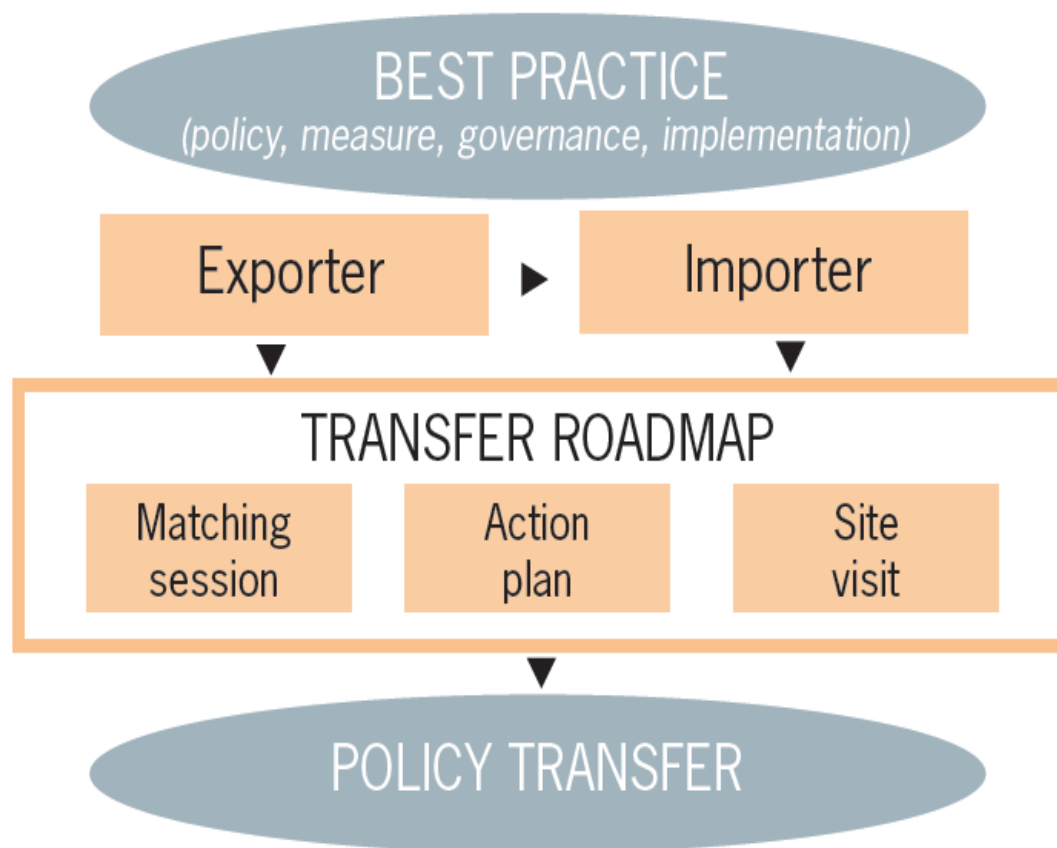 BEST PRACTICE
(policy, measure, governance, implementation)
Exporter
Importer
TRANSFER ROADMAP
Matching
session
Action
plan
Site
visit
POLICY TRANSFER